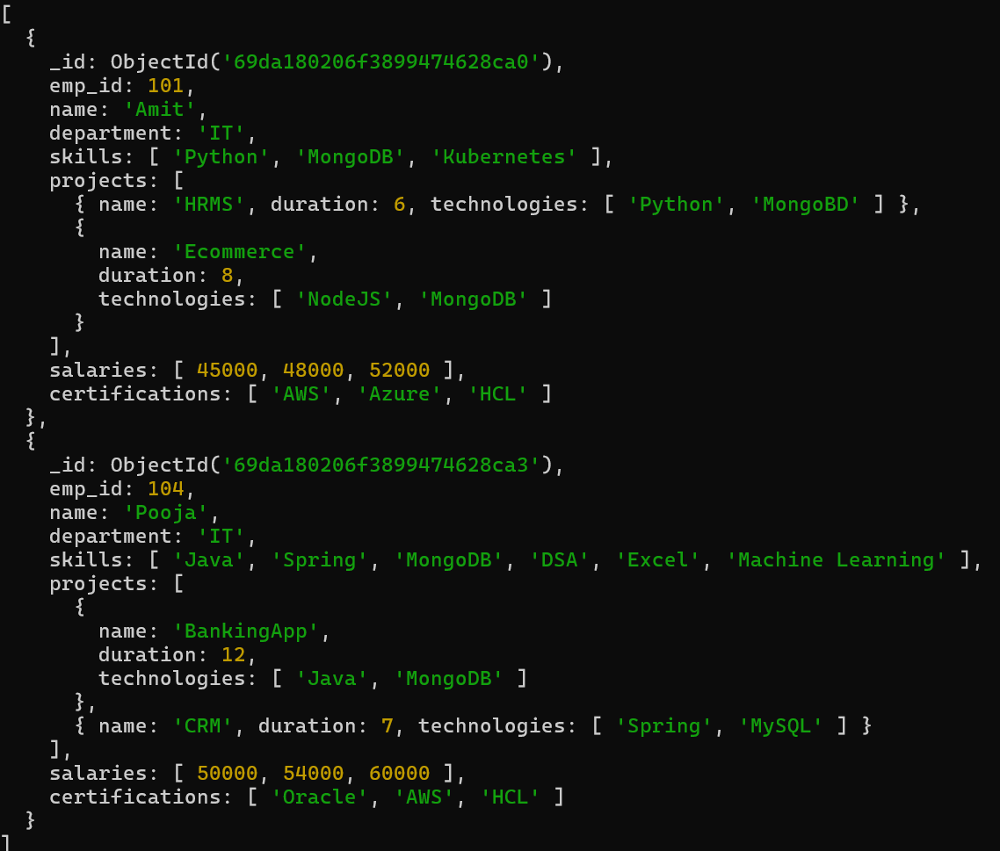 [
  {
    _id: ObjectId('69da180206f3899474628ca0'),
    emp_id: 101,
    name: 'Amit',
    department: 'IT',
    skills: [ 'Python', 'MongoDB', 'Kubernetes' ],
    projects: [
      { name: 'HRMS', duration: 6, technologies: [ 'Python', 'MongoBD' ] },
      {
        name: 'Ecommerce',
        duration: 8,
        technologies: [ 'NodeJS', 'MongoDB' ]
      }
    ],
    salaries: [ 45000, 48000, 52000 ],
    certifications: [ 'AWS', 'Azure', 'HCL' ]
  },
  {
    _id: ObjectId('69da180206f3899474628ca3'),
    emp_id: 104,
    name: 'Pooja',
    department: 'IT',
    skills: [ 'Java', 'Spring', 'MongoDB', 'DSA', 'Excel', 'Machine Learning' ],
    projects: [
      {
        name: 'BankingApp',
        duration: 12,
        technologies: [ 'Java', 'MongoDB' ]
      },
      { name: 'CRM', duration: 7, technologies: [ 'Spring', 'MySQL' ] }
    ],
    salaries: [ 50000, 54000, 60000 ],
    certifications: [ 'Oracle', 'AWS', 'HCL' ]
  }
]